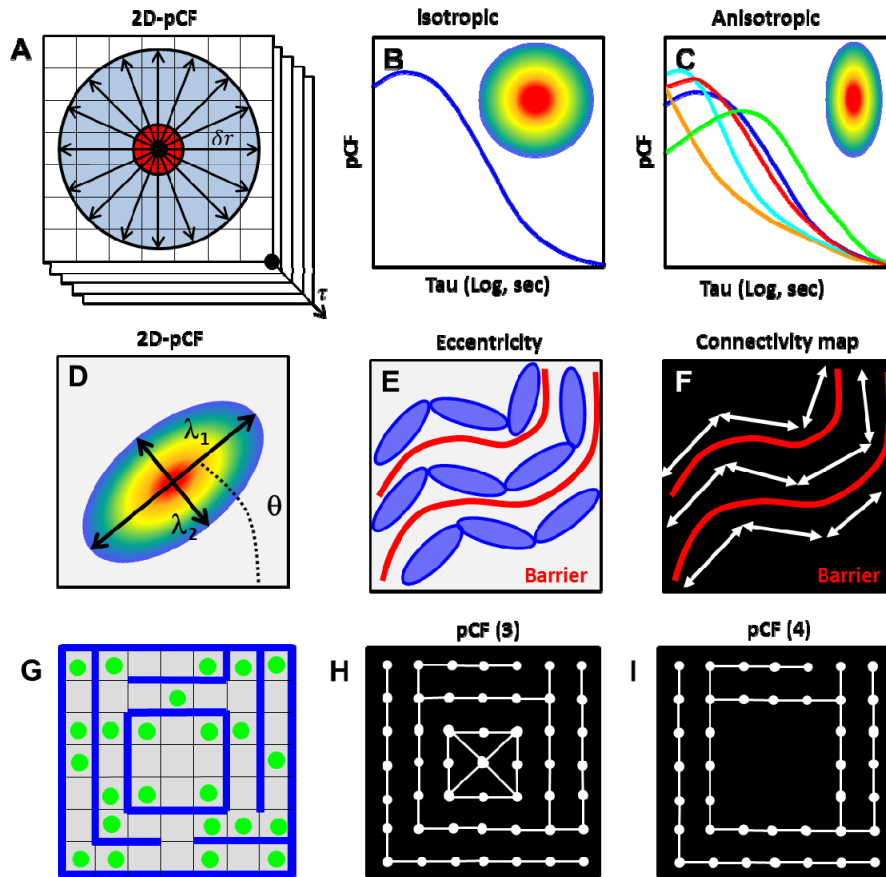 2D-pCF
A
δr
τ
Isotropic
B
pCF
Tau (Log, sec)
Anisotropic
C
pCF
Tau (Log, sec)
2D-pCF
D
λ1
λ2
θ
Eccentricity
E
Barrier
Connectivity map
F
Barrier
G
pCF (3)
H
pCF (4)
I